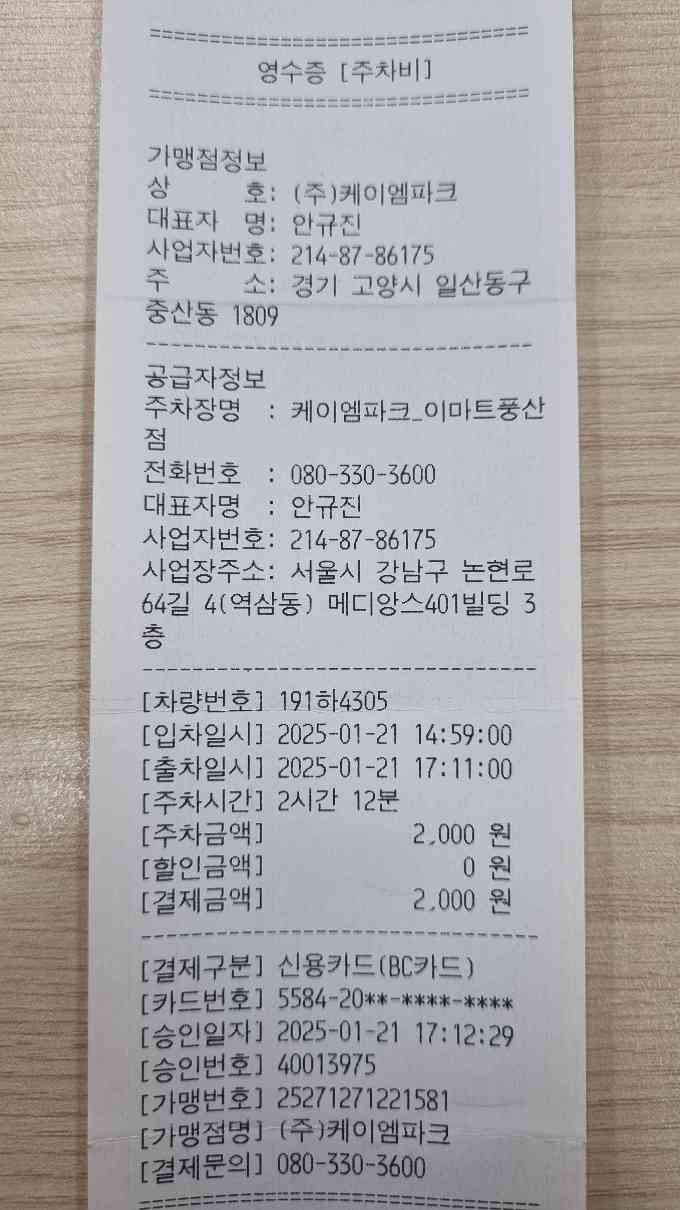 ===============================
영수증 [주차비]
===============================
가맹점정보
상      호: (주)케이엠파크
대표자  명: 안규진
사업자번호: 214-87-86175
주      소: 경기 고양시 일산동구
중산동 1809
--------------------------------
공급자정보
주차장명  : 케이엠파크_이마트풍산
점
전화번호  : 080-330-3600
대표자명  : 안규진
사업자번호: 214-87-86175
사업장주소: 서울시 강남구 논현로
64길 4(역삼동) 메디앙스401빌딩 3
층
--------------------------------
[차량번호] 191하4305
[입차일시] 2025-01-21 14:59:00
[출차일시] 2025-01-21 17:11:00
[주차시간] 2시간 12분
[주차금액]            2,000 원
[할인금액]                0 원
[결제금액]            2,000 원
--------------------------------
[결제구분] 신용카드(BC카드)
[카드번호] 5584-20**-****-****
[승인일자] 2025-01-21 17:12:29
[승인번호] 40013975
[가맹번호] 25271271221581
[가맹점명] (주)케이엠파크
[결제문의] 080-330-3600
===============================